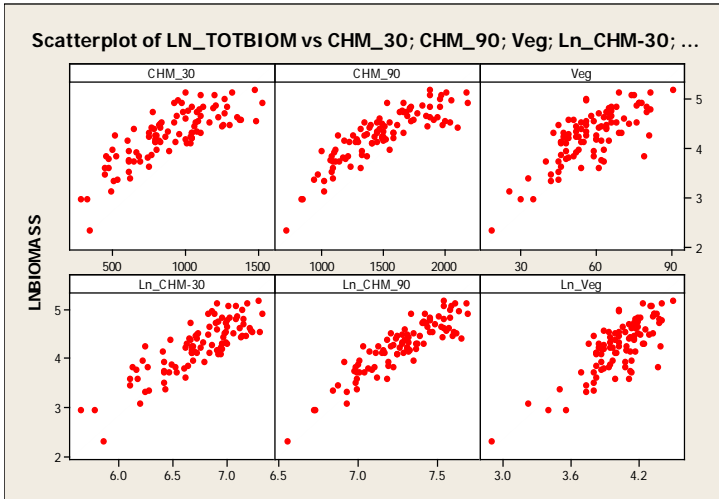 Scatterplot of LN_TOTBIOM vs CHM_30; CHM_90; Veg; Ln_CHM-30; ...
CHM_30 CHM_90 Veg
5
4
3
2
500 1000 1500 1000 1500 2000 30 60 90
LNBIOMASS
Ln_CHM-30 Ln_CHM_90 Ln_Veg
5
4
3
2
6.0 6.5 7.0 6.5 7.0 7.5 3.0 3.6 4.2